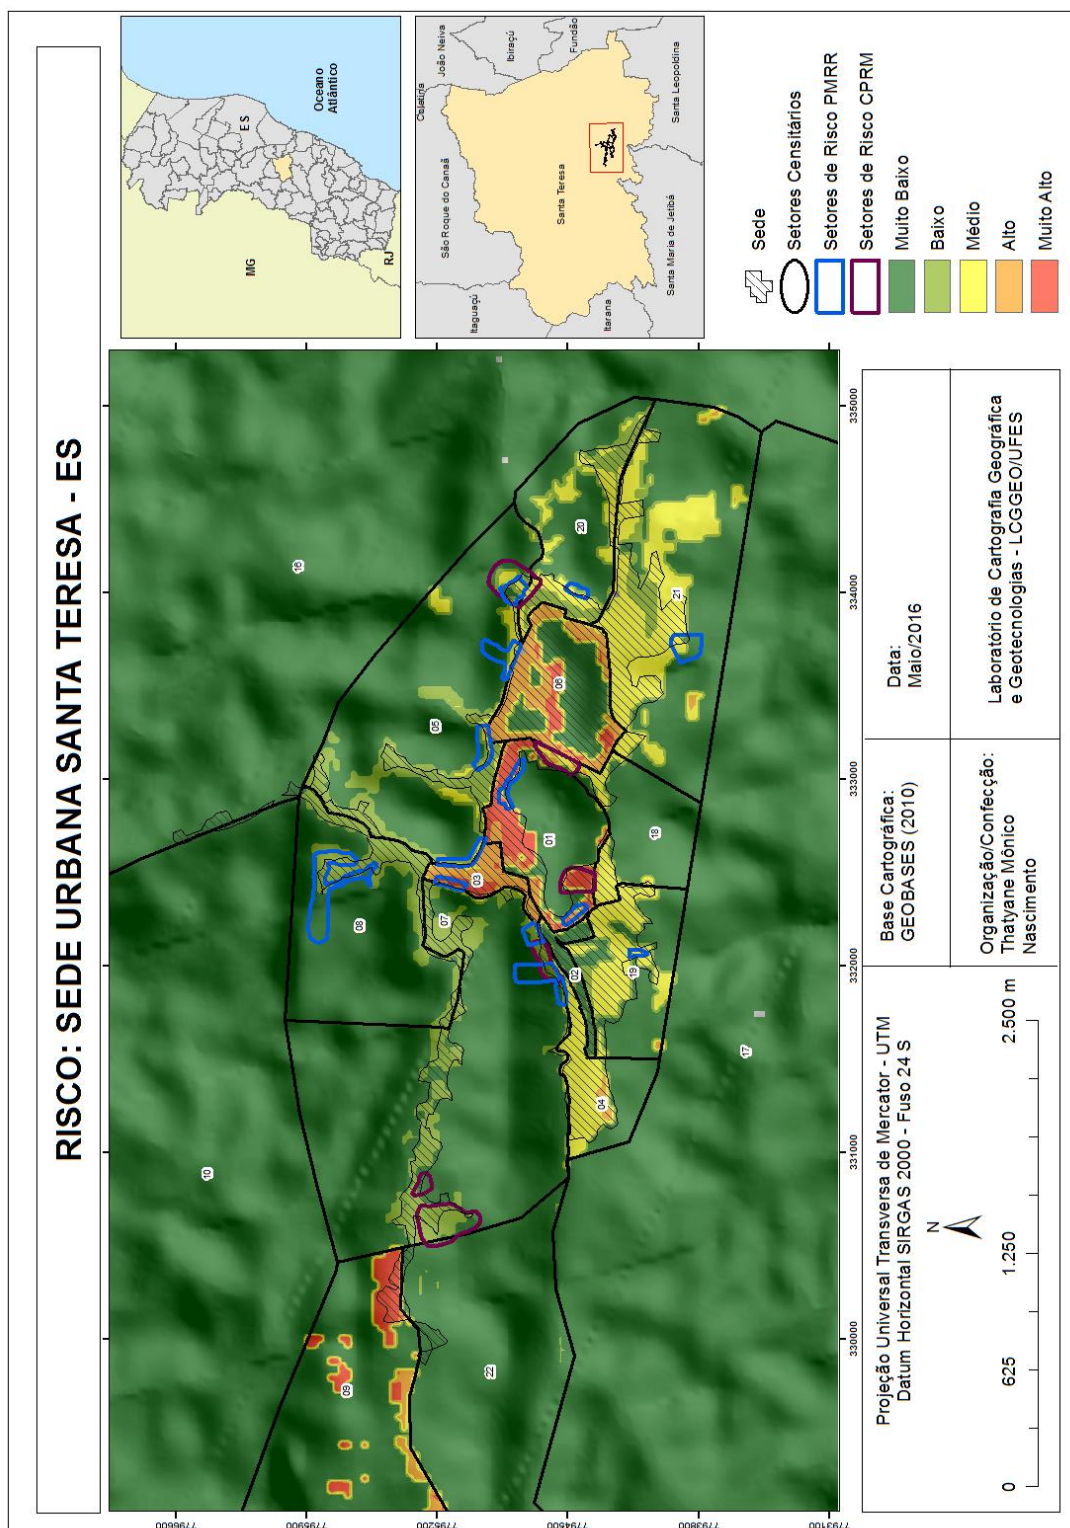 RISCO: SEDE URBANA SANTA TERESA - ES
MG
ES
RJ
Oceano
Atlântico
Colatina
João Neiva
Ibiraçú
Fundão
São Roque do Canaã
Itaguaçú
Santa Teresa
Santa Leopoldina
Itarana
Santa Maria de Jetibá
Sede
Setores Censitários
Setores de Risco PMRR
Setores de Risco CPRM
Muito Baixo
Baixo
Médio
Alto
Muito Alto
10
16
09
08
05
07
03
22
06
20
01
02
04
19
18
21
17
330000
331000
332000
333000
334000
335000
7795200
7794500
7793800
7793100
Projeção Universal Transversa de Mercator - UTM
Datum Horizontal SIRGAS 2000 - Fuso 24 S
N
0
625
1.250
2.500 m
Base Cartográfica:
GEOBASES (2010)
Data:
Maio/2016
Organização/Confecção:
Thatyane Mônico
Nascimento
Laboratório de Cartografia Geográfica
e Geotecnologias - LCGGEO/UFES